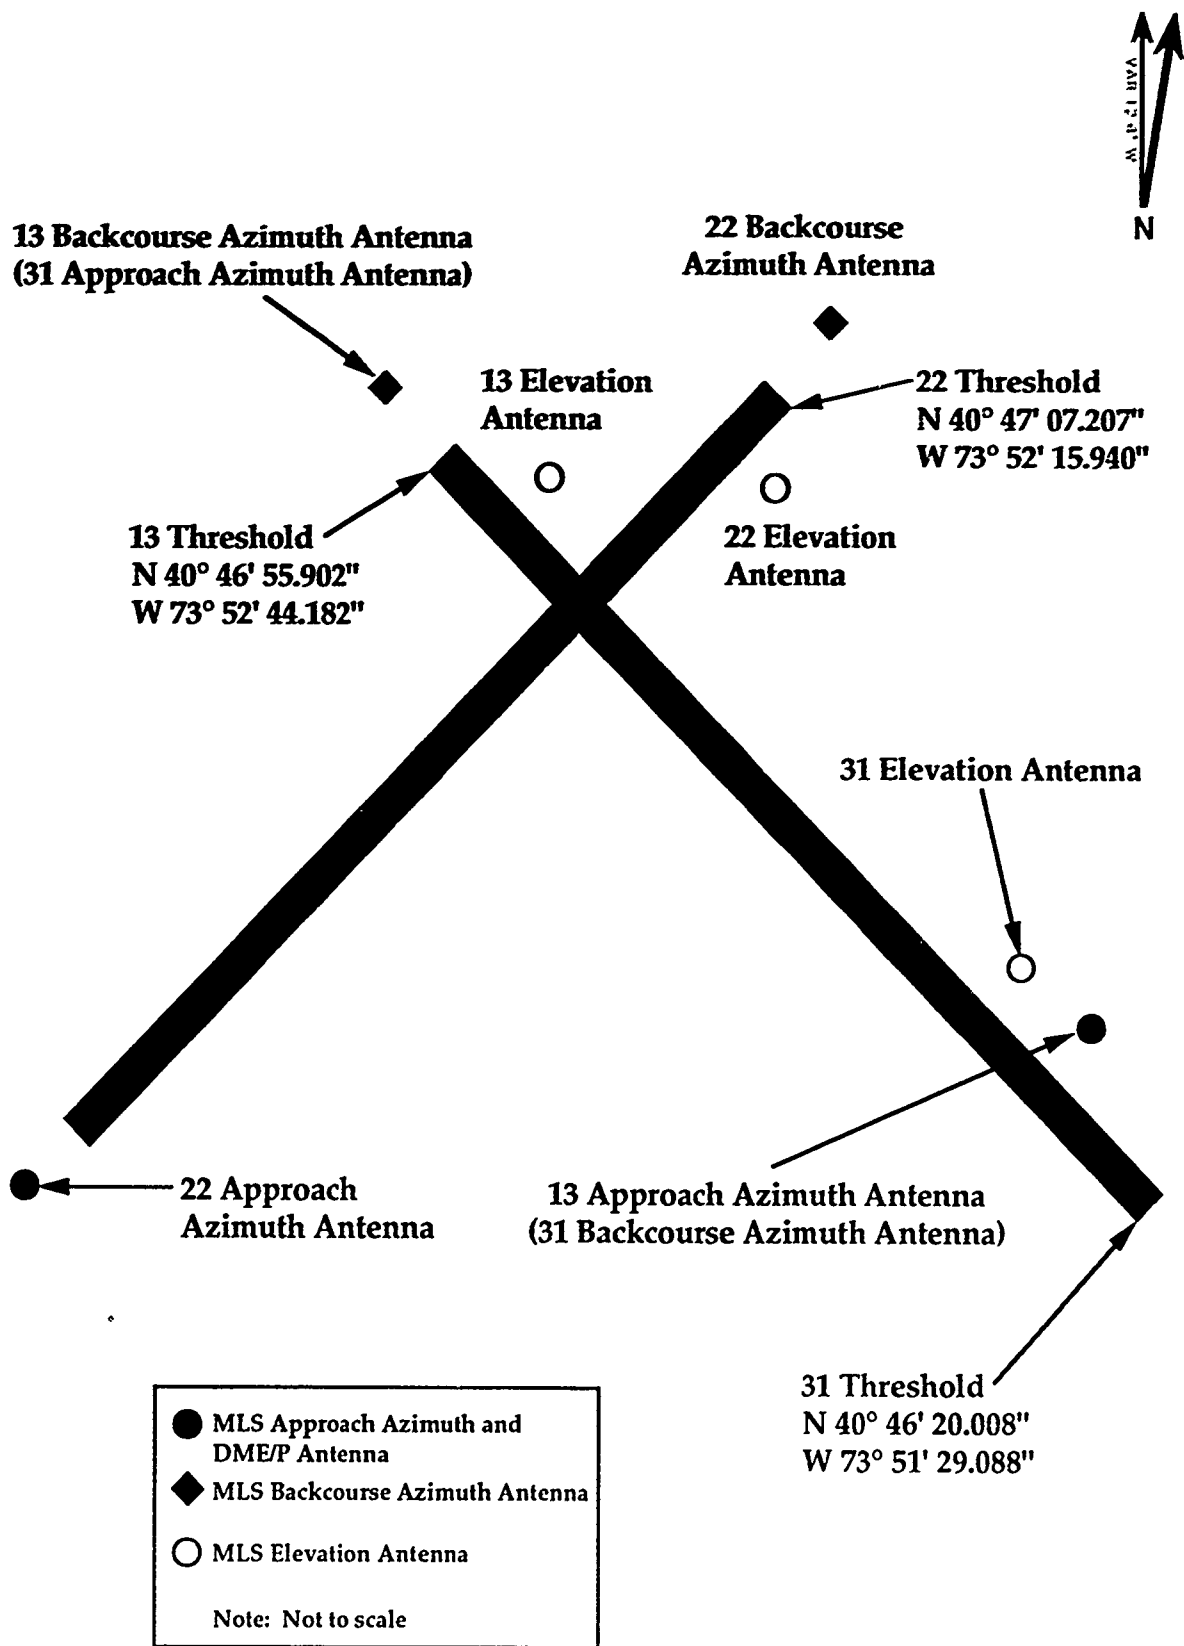 N
13 Backcourse Azimuth Antenna
(31 Approach Azimuth Antenna)
22 Backcourse
Azimuth Antenna
13 Elevation
Antenna
22 Threshold
N 40° 47' 07.207"
W 73° 52' 15.940"
13 Threshold
N 40° 46' 55.902"
W 73° 52' 44.182"
22 Elevation
Antenna
31 Elevation Antenna
22 Approach
Azimuth Antenna
13 Approach Azimuth Antenna
(31 Backcourse Azimuth Antenna)
31 Threshold
N 40° 46' 20.008"
W 73° 51' 29.088"
MLS Approach Azimuth and
DME/P Antenna
MLS Backcourse Azimuth Antenna
MLS Elevation Antenna
Note: Not to scale